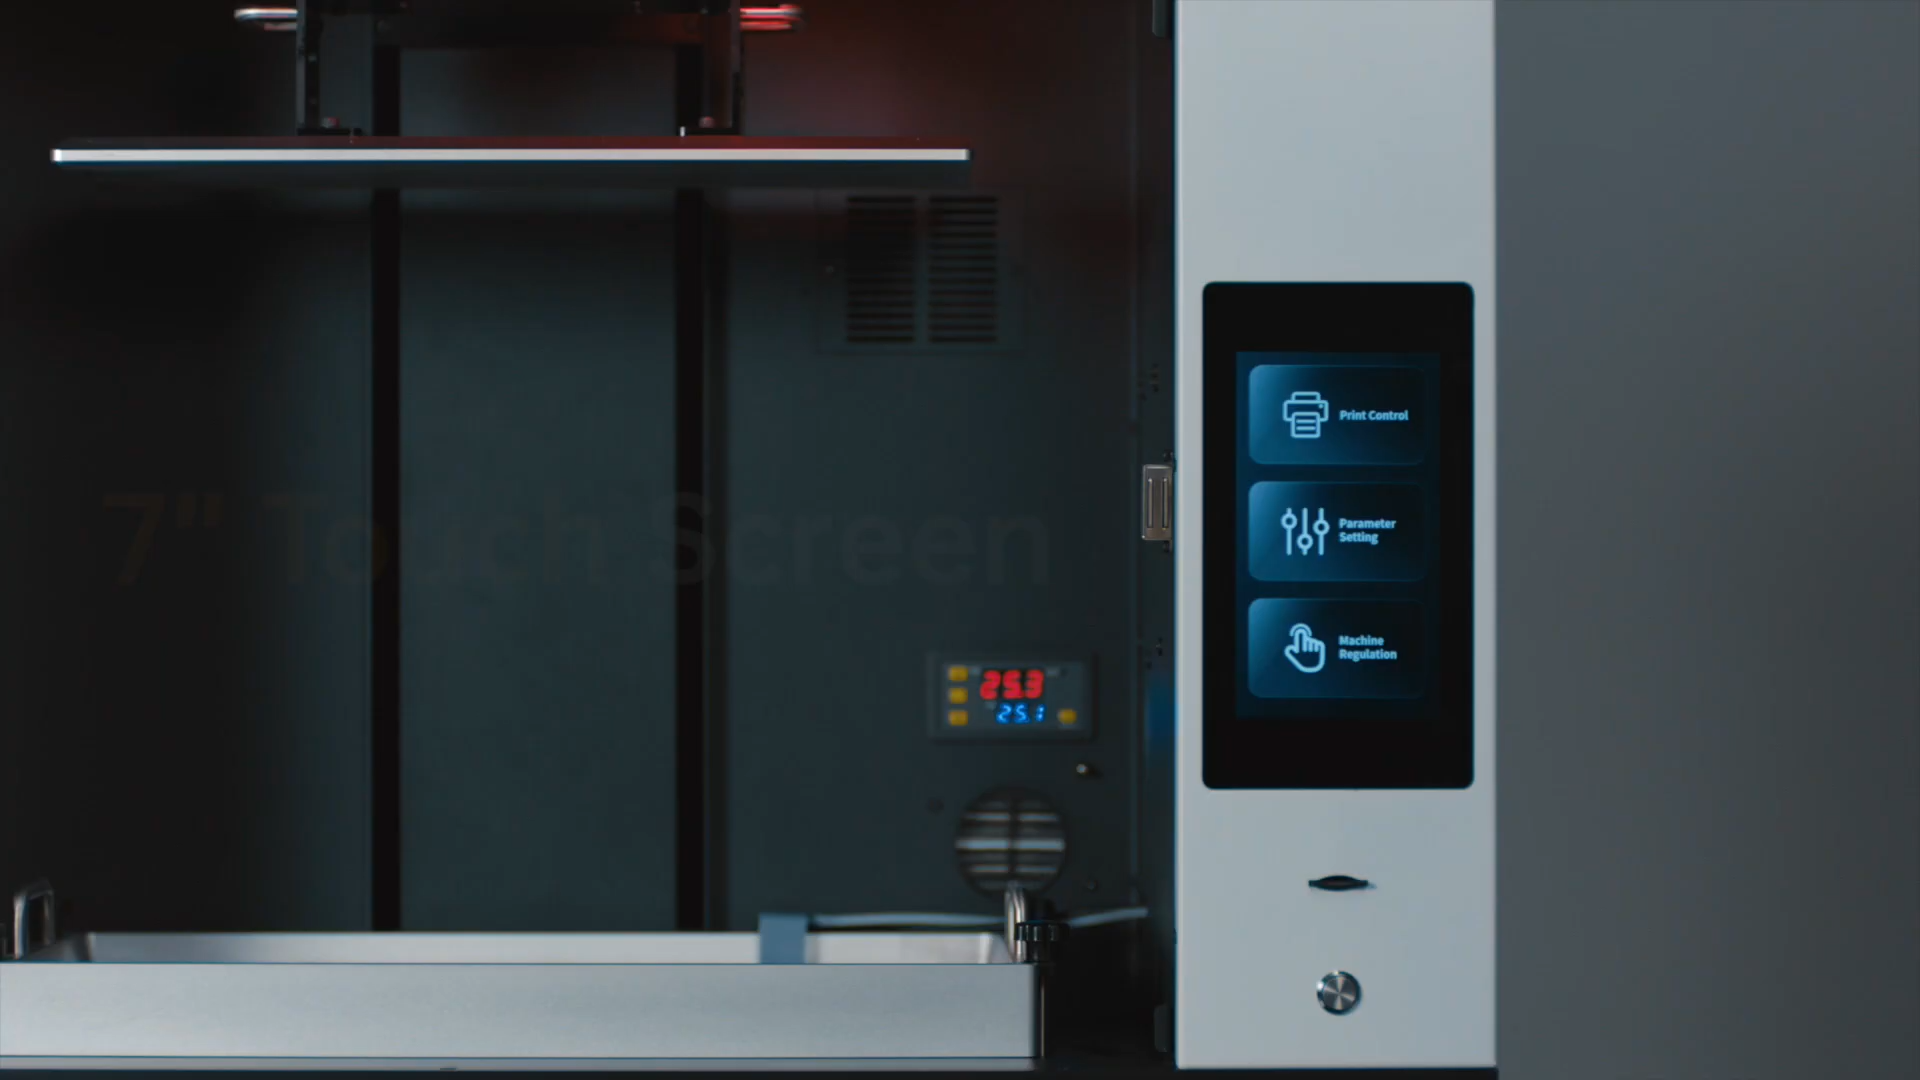 7" Touch Screen
Print Control
Parameter
Setting
Machine
Regulation
25.3
25.1